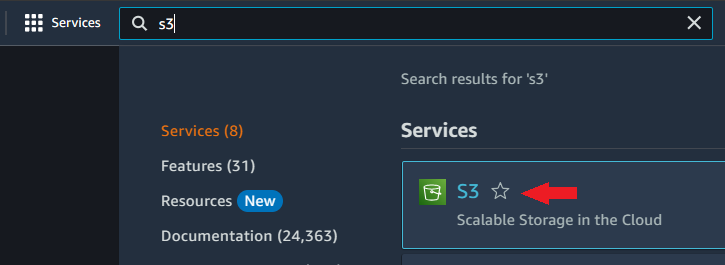 Services
s3
Search results for 's3'
Services (8)
Features (31)
Resources New
Documentation (24,363)
Services
S3
Scalable Storage in the Cloud